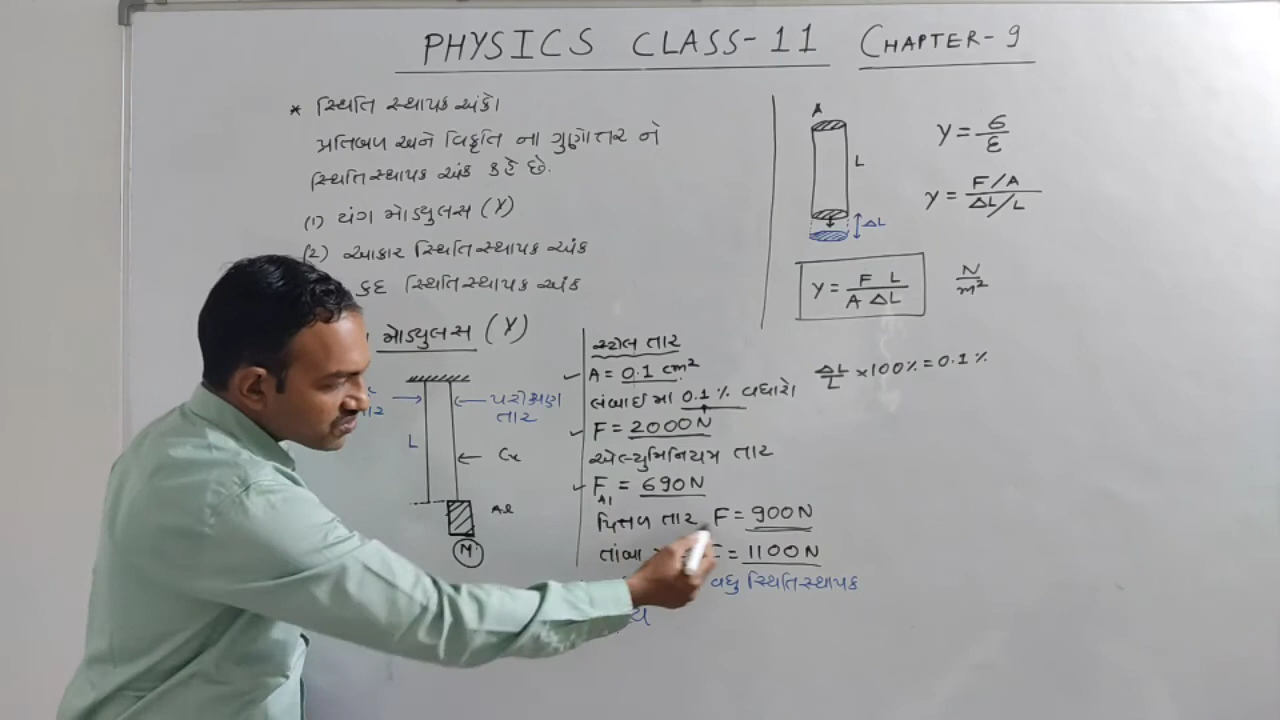 PHYSICS CLASS-11 CHAPTER-9
* સ્થિતિ સ્થાપક અંકો
પ્રતિબળ અને વિકૃતિ ના ગુણોત્તર ને
સ્થિતિસ્થાપક અંક કહે છે.
(1) યંગ મોડ્યુલસ (Y)
(2) આકાર સ્થિતિસ્થાપક અંક
કદ સ્થિતિસ્થાપક અંક
મોડ્યુલસ (Y)
પરીક્ષણ
તાર
L
Cu
Al
M
સ્ટીલ તાર
A = 0.1 cm²
લંબાઈ માં 0.1 % વધારો
F = 2000N
એલ્યુમિનિયમ તાર
F_Al = 690N
પિત્તળ તાર F = 900N
તાંબા = 1100N
વધુ સ્થિતિસ્થાપક
A
L
ΔL
Y = σ/ε
Y = (F/A)/(ΔL/L)
Y = F L/A ΔL
N/m²
ΔL/L ×100% = 0.1 %